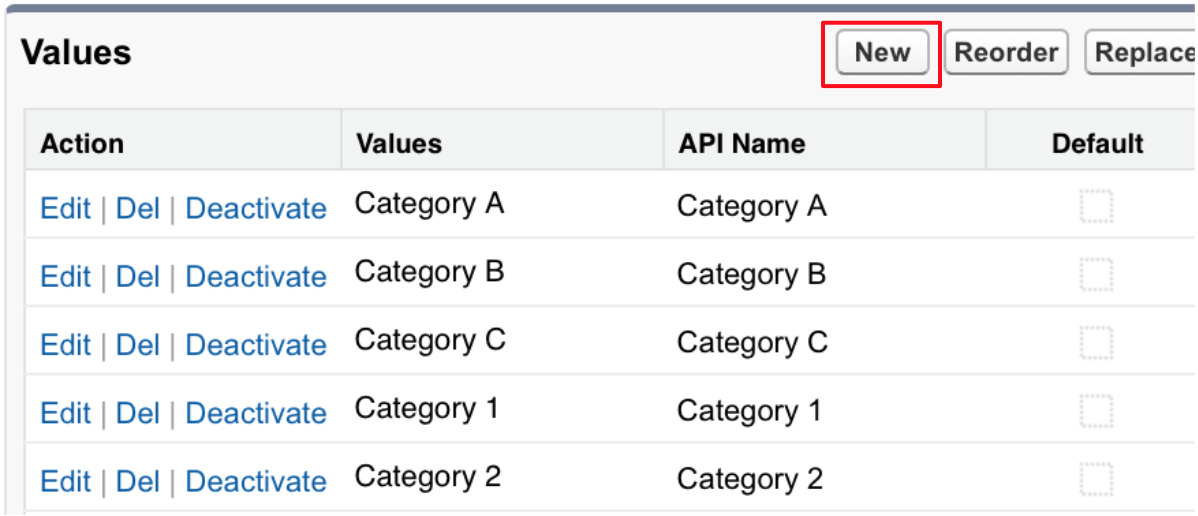 Values New Reorder Replace
Action Values API Name Default
Edit | Del | Deactivate Category A Category A
Edit | Del | Deactivate Category B Category B
Edit | Del | Deactivate Category C Category C
Edit | Del | Deactivate Category 1 Category 1
Edit | Del | Deactivate Category 2 Category 2